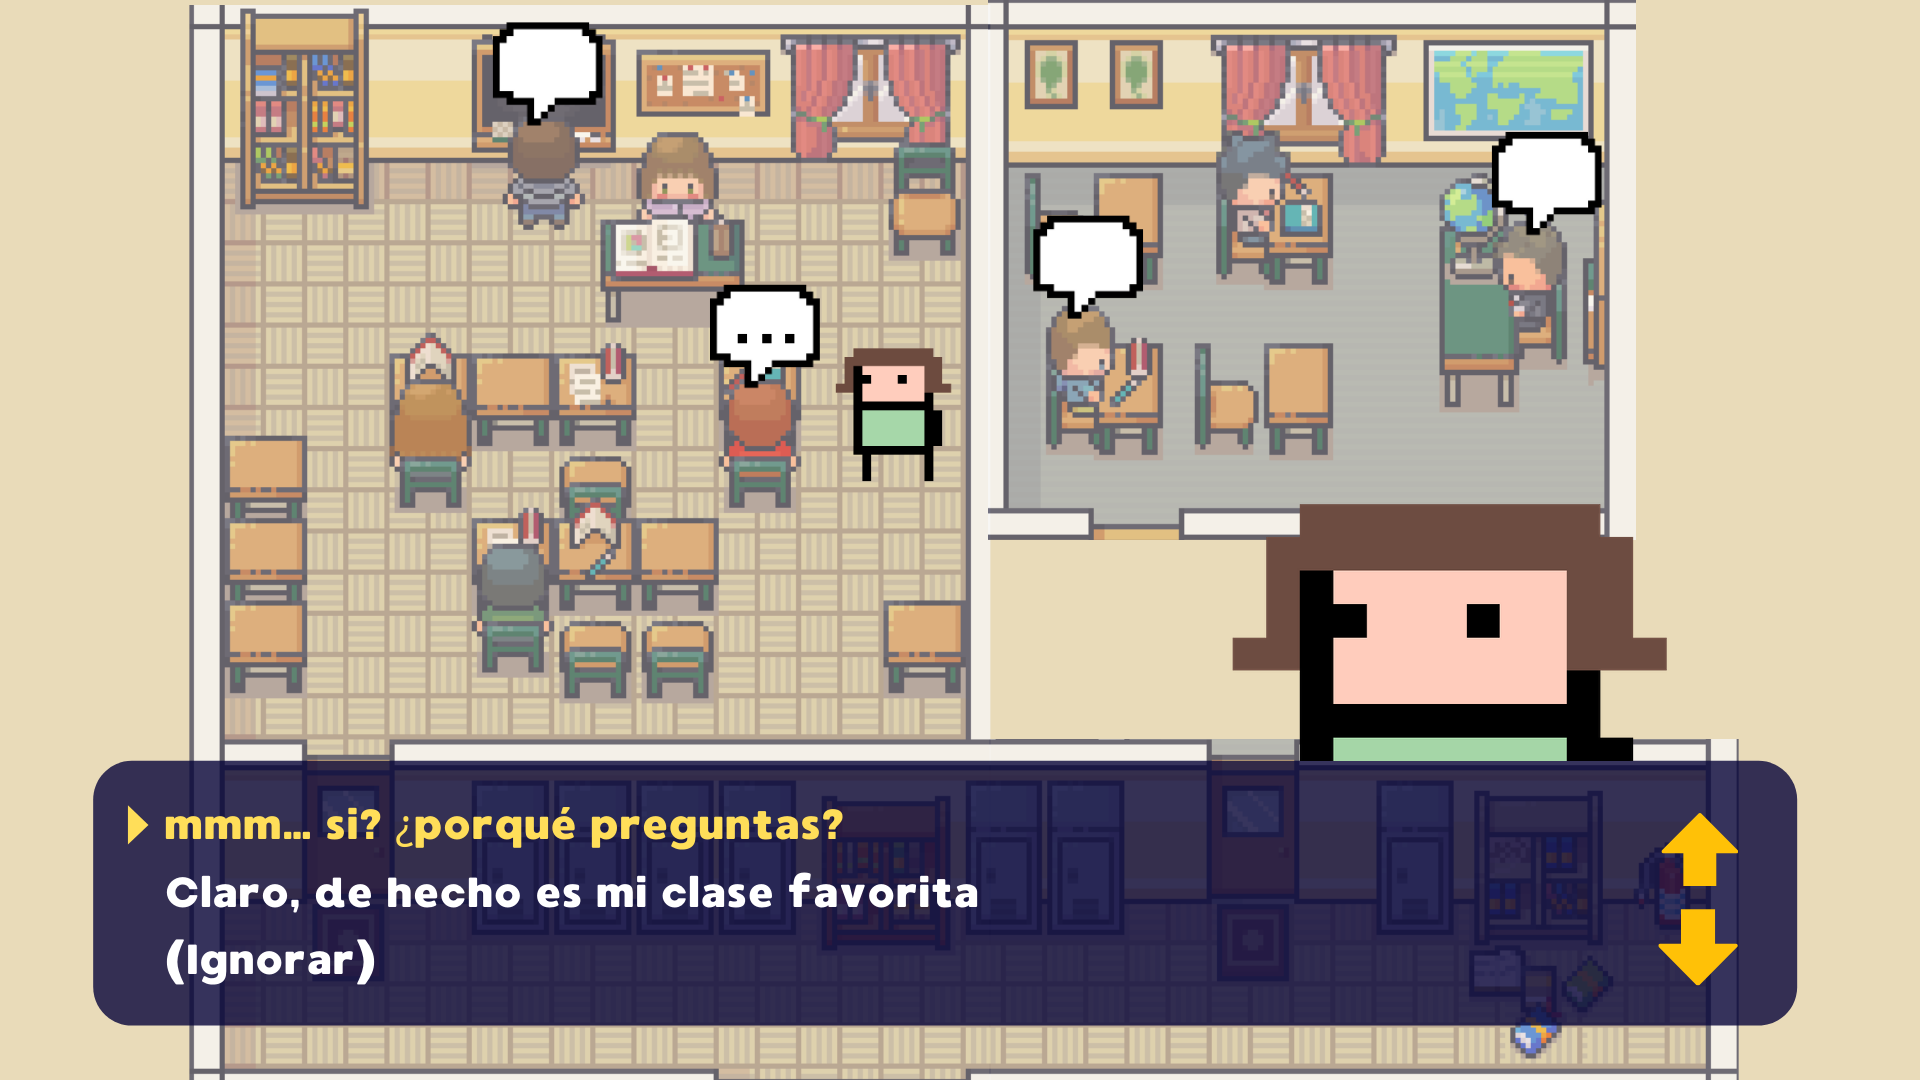 ...
mmm... si? ¿porqué preguntas?
Claro, de hecho es mi clase favorita
(Ignorar)